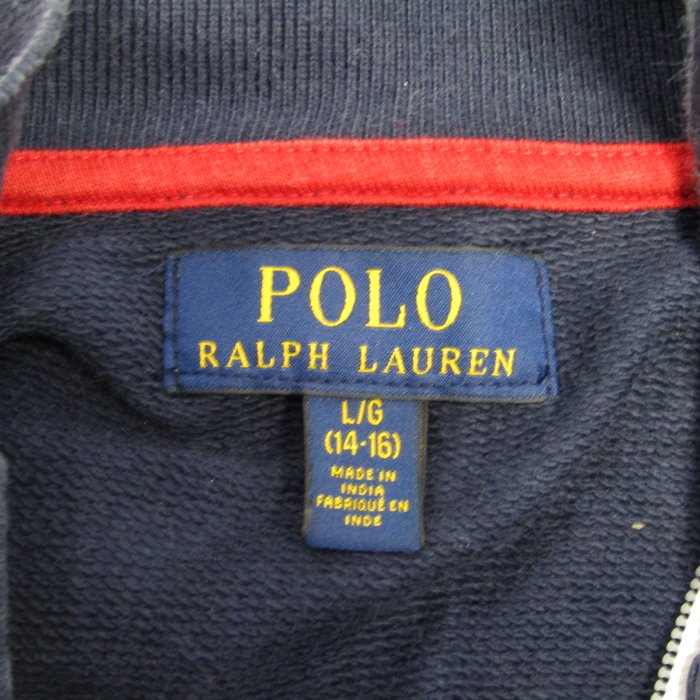 POLO
RALPH LAUREN
L/G
(14-16)
MADE IN
INDIA
FABRIQUÉ EN
INDE